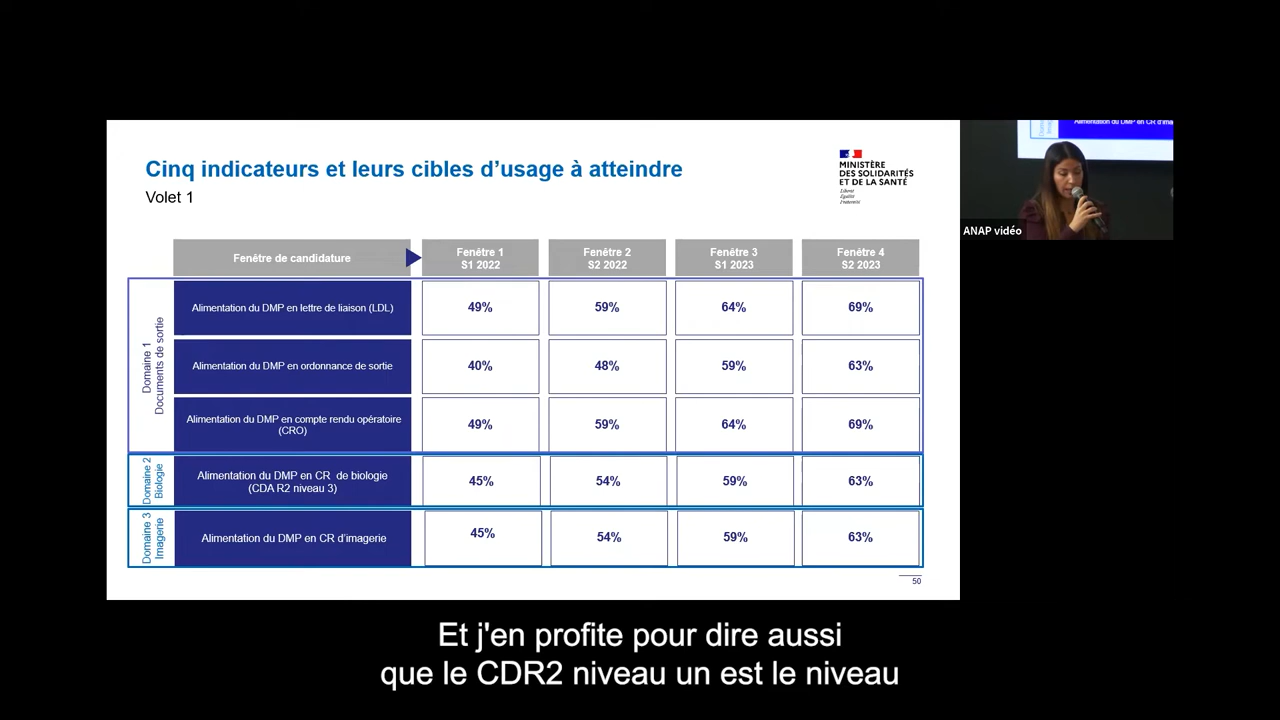 Cinq indicateurs et leurs cibles d'usage à atteindre
Volet 1
MINISTÈRE
DES SOLIDARITÉS
ET DE LA SANTÉ
Liberté
Égalité
Fraternité
Fenêtre de candidature
Fenêtre 1
S1 2022
Fenêtre 2
S2 2022
Fenêtre 3
S1 2023
Fenêtre 4
S2 2023
Domaine 1
Documents de sortie
Alimentation du DMP en lettre de liaison (LDL)
49%
59%
64%
69%
Alimentation du DMP en ordonnance de sortie
40%
48%
59%
63%
Alimentation du DMP en compte rendu opératoire
(CRO)
49%
59%
64%
69%
Domaine 2
Biologie
Alimentation du DMP en CR de biologie
(CDA R2 niveau 3)
45%
54%
59%
63%
Domaine 3
Imagerie
Alimentation du DMP en CR d'imagerie
45%
54%
59%
63%
50
Alimentation du DMP en CR d'imag
ANAP vidéo
Et j'en profite pour dire aussi
que le CDR2 niveau un est le niveau